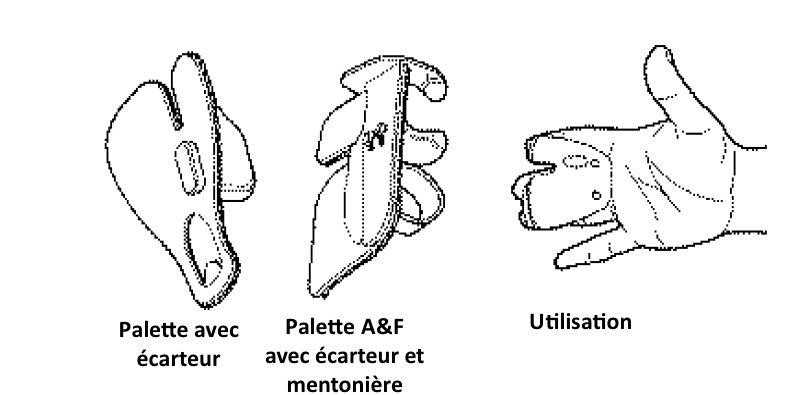 Palette avec
écarteur
Palette A&F
avec écarteur et
mentonière
Utilisation